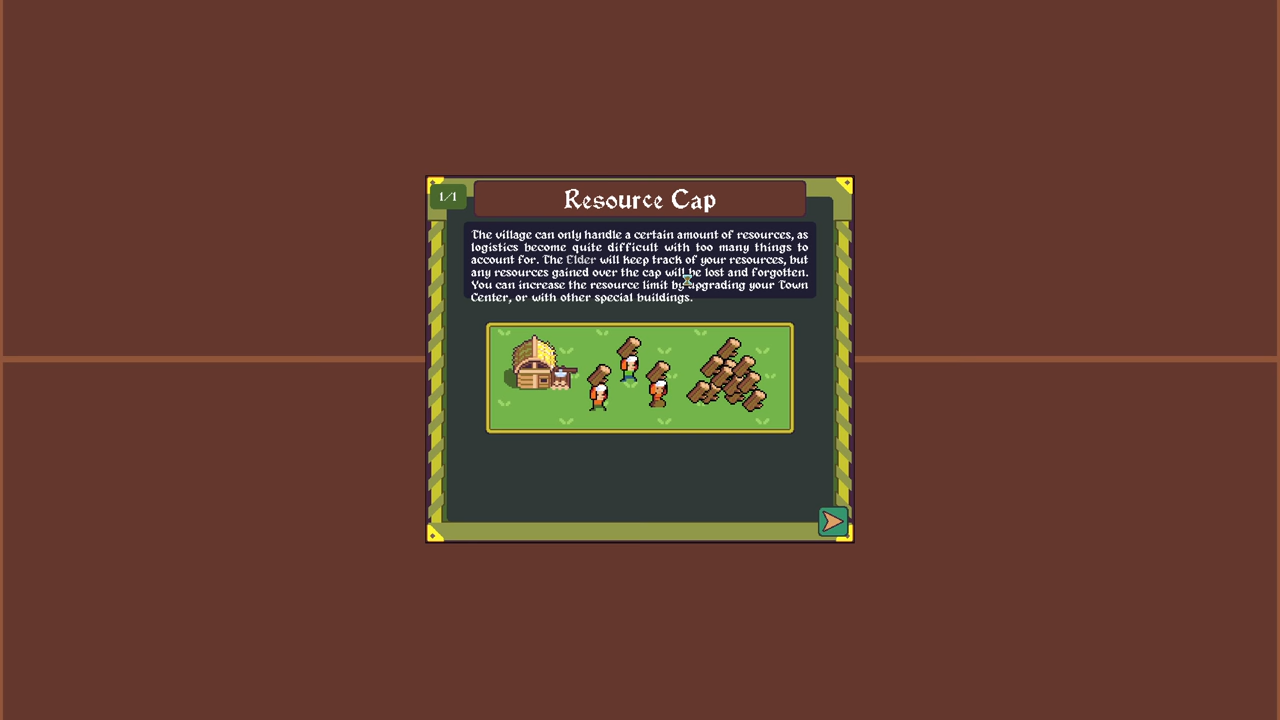 1/1
Resource Cap
The village can only handle a certain amount of resources, as
logistics become quite difficult with too many things to
account for. The Elder will keep track of your resources, but
any resources gained over the cap will be lost and forgotten.
You can increase the resource limit by upgrading your Town
Center, or with other special buildings.